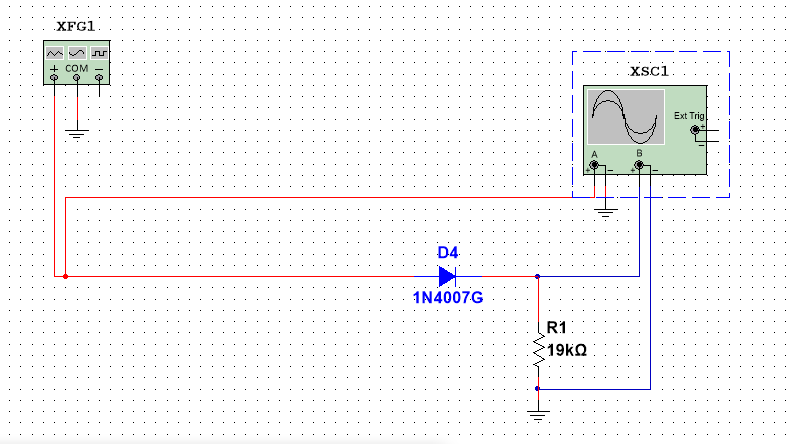 XFG1
+ COM −
XSC1
Ext Trig
+
−
A B
+ − + −
D4
1N4007G
R1
19kΩ